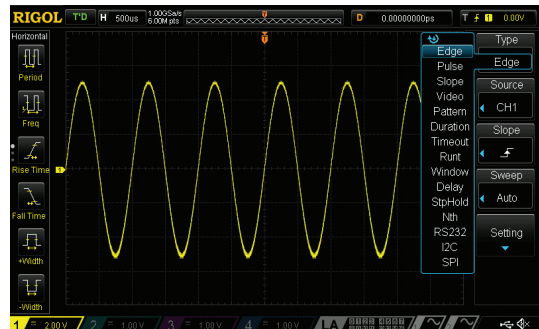 RIGOL T'D H 500us 1.00GSa/s 6.00M pts D 0.00000000ps T 1 0.00V
Horizontal
Period
Freq
Rise Time
Fall Time
+Width
-Width
1
Edge
Pulse
Slope
Video
Pattern
Duration
Timeout
Runt
Window
Delay
StpHold
Nth
RS232
I2C
SPI
Type
Edge
Source
CH1
Slope
Sweep
Auto
Setting
1 = 2.00 V 2 = 1.00 V 3 = 1.00 V 4 = 1.00 V LA